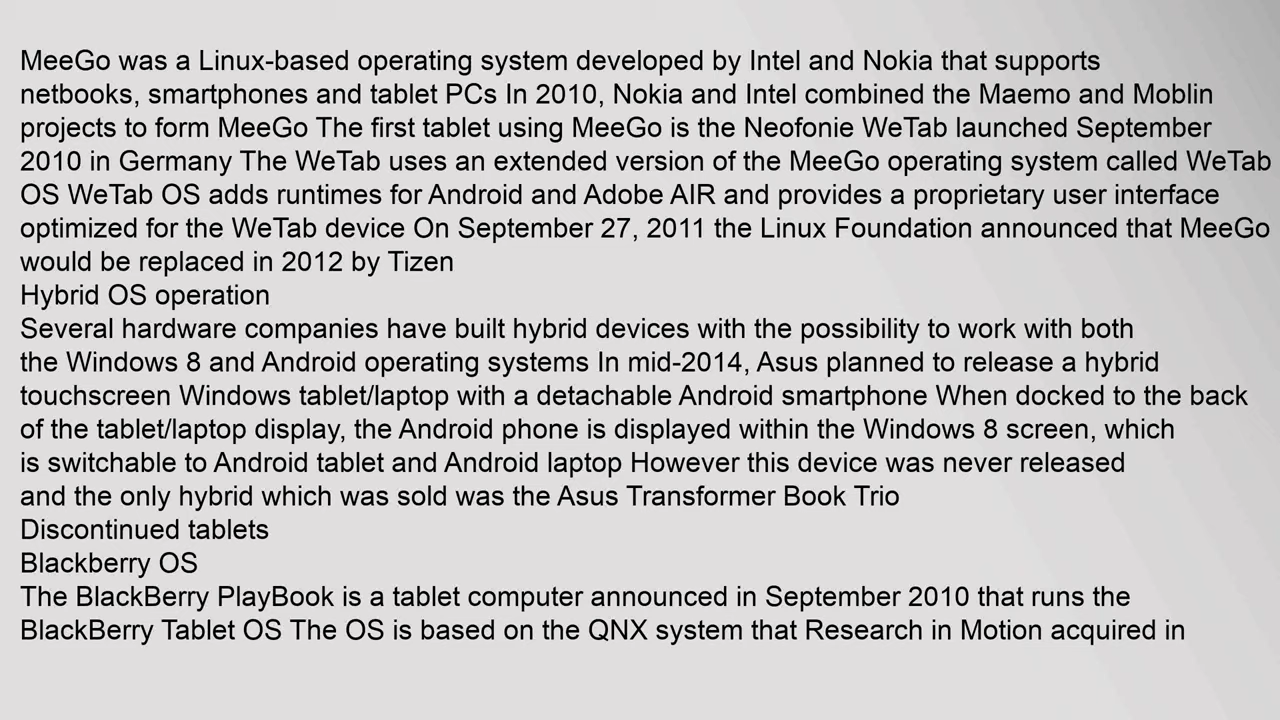 MeeGo was a Linux-based operating system developed by Intel and Nokia that supports
netbooks, smartphones and tablet PCs In 2010, Nokia and Intel combined the Maemo and Moblin
projects to form MeeGo The first tablet using MeeGo is the Neofonie WeTab launched September
2010 in Germany The WeTab uses an extended version of the MeeGo operating system called WeTab
OS WeTab OS adds runtimes for Android and Adobe AIR and provides a proprietary user interface
optimized for the WeTab device On September 27, 2011 the Linux Foundation announced that MeeGo
would be replaced in 2012 by Tizen
Hybrid OS operation
Several hardware companies have built hybrid devices with the possibility to work with both
the Windows 8 and Android operating systems In mid-2014, Asus planned to release a hybrid
touchscreen Windows tablet/laptop with a detachable Android smartphone When docked to the back
of the tablet/laptop display, the Android phone is displayed within the Windows 8 screen, which
is switchable to Android tablet and Android laptop However this device was never released
and the only hybrid which was sold was the Asus Transformer Book Trio
Discontinued tablets
Blackberry OS
The BlackBerry PlayBook is a tablet computer announced in September 2010 that runs the
BlackBerry Tablet OS The OS is based on the QNX system that Research in Motion acquired in